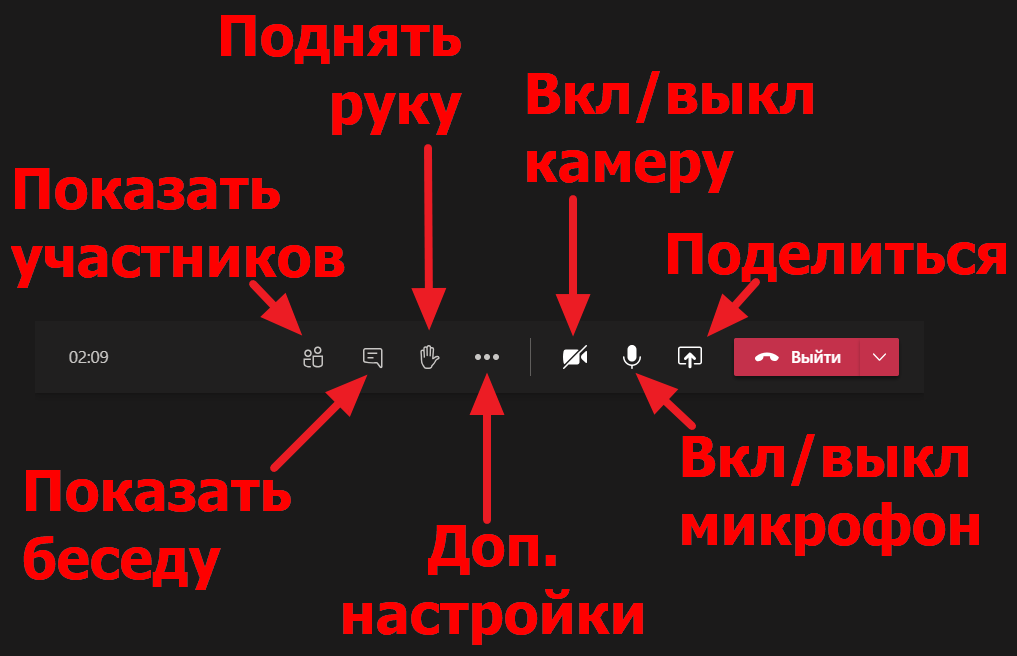 Поднять
руку
Вкл/выкл
камеру
Показать
участников
Поделиться
02:09
Выйти
Показать
беседу
Доп.
настройки
Вкл/выкл
микрофон